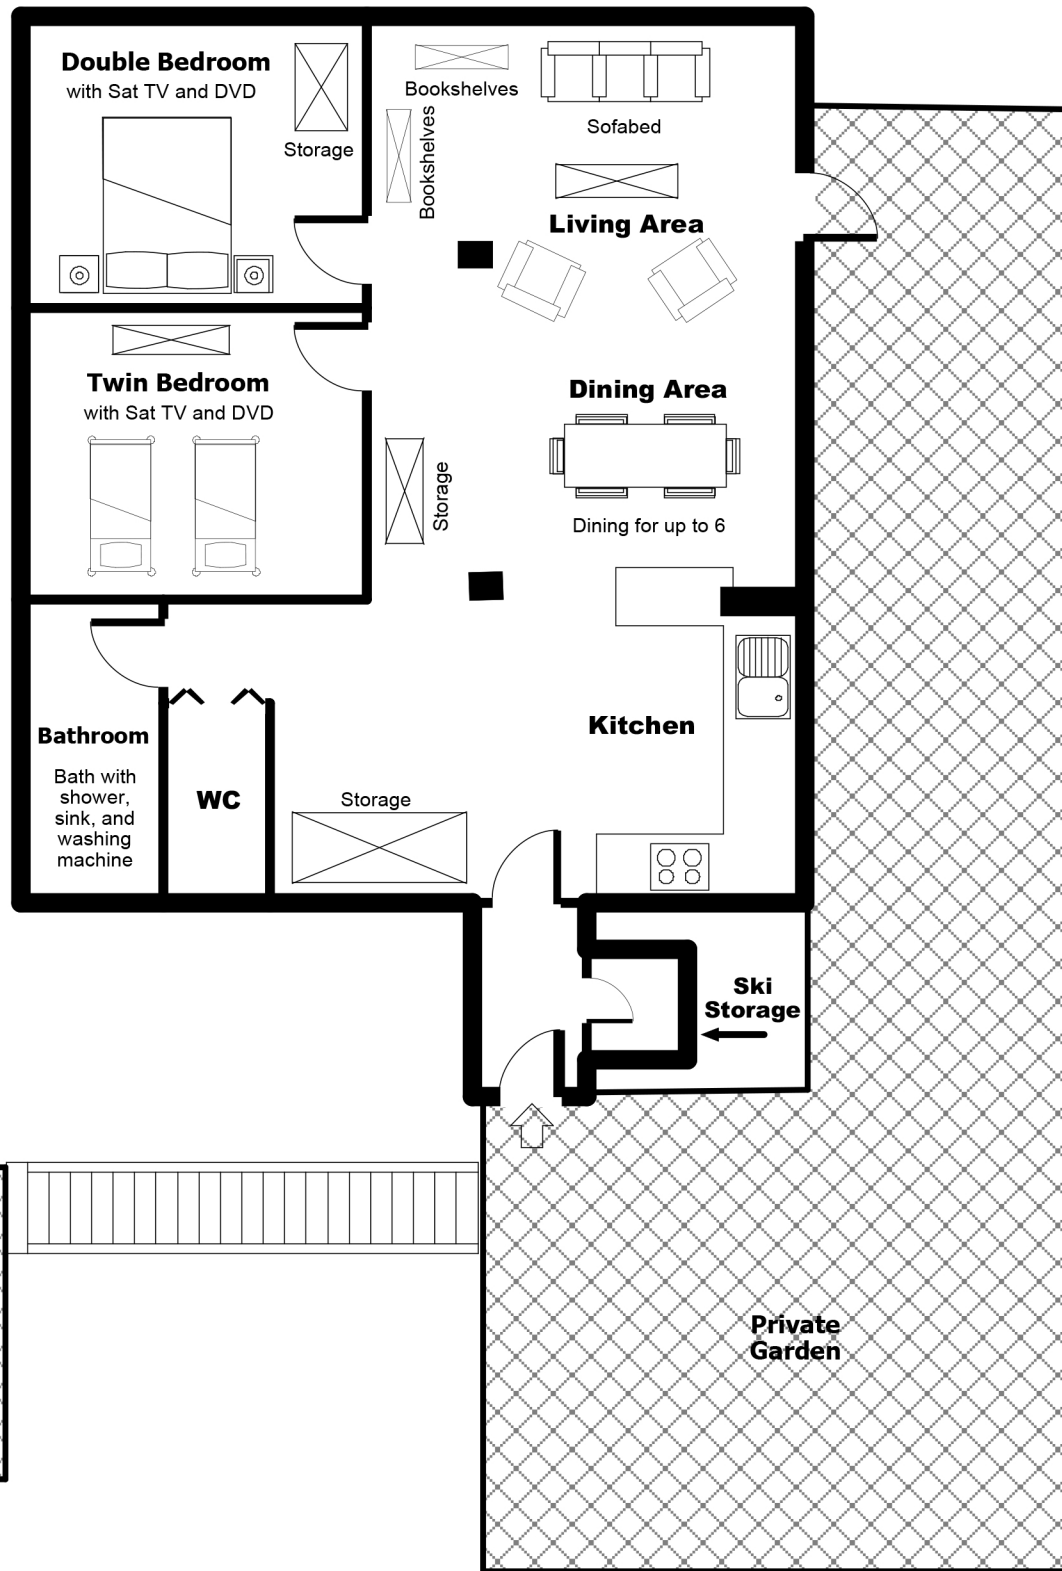 Double Bedroom
with Sat TV and DVD
Storage
Bookshelves
Bookshelves
Sofabed
Living Area
Twin Bedroom
with Sat TV and DVD
Dining Area
Storage
Dining for up to 6
Kitchen
Bathroom
Bath with
shower,
sink, and
washing
machine
WC
Storage
Ski
Storage
Private
Garden